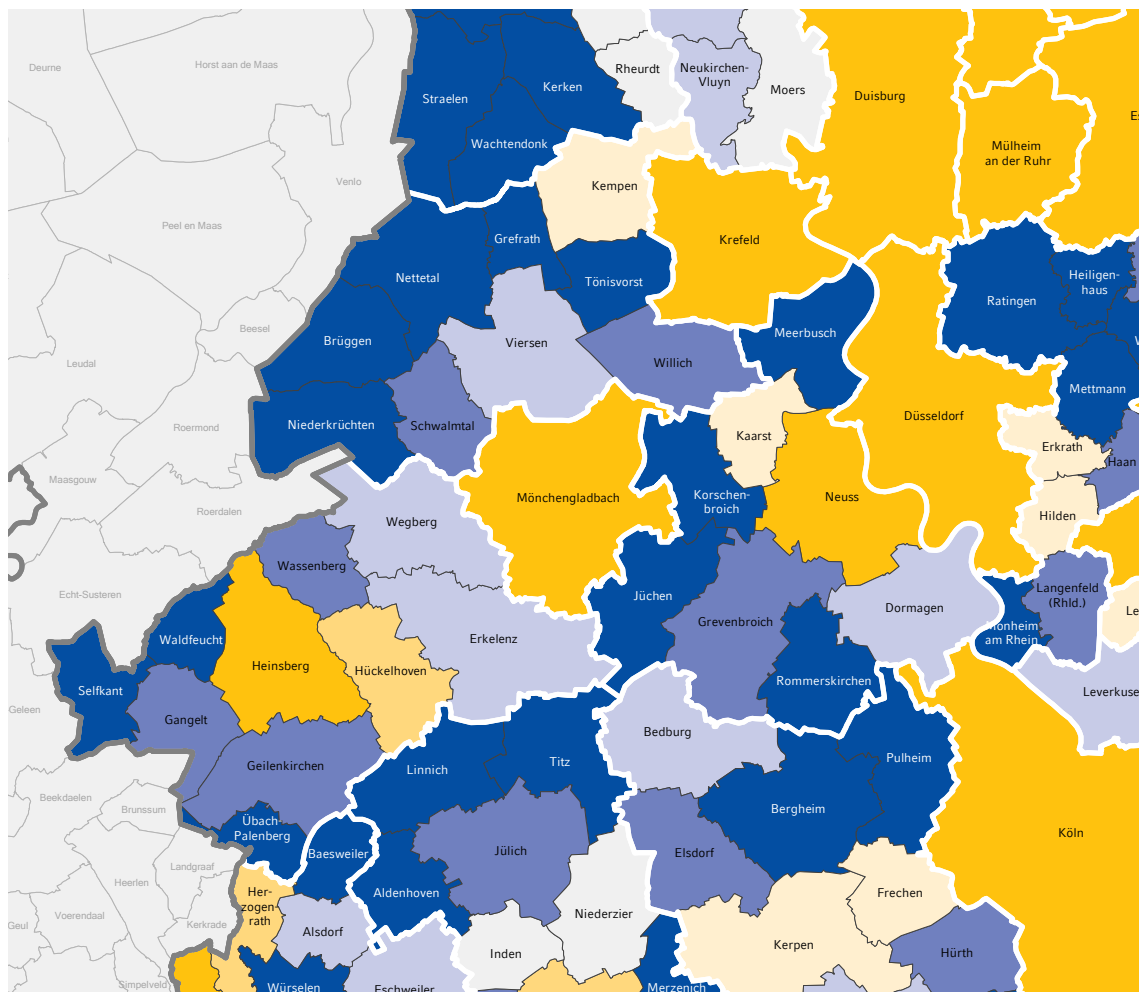 Deurne
Horst aan de Maas
Rheurdt
Neukirchen-
Vluyn
Kerken
Moers
Duisburg
Straelen
Es
Wachtendonk
Mülheim
an der Ruhr
Venlo
Kempen
Peel en Maas
Grefrath
Krefeld
Nettetal
Tönisvorst
Heiligen-
haus
Ratingen
Beesel
Meerbusch
Brüggen
Viersen
Willich
W
Leudal
Mettmann
Düsseldorf
Roermond
Niederkrüchten
Schwalmtal
Kaarst
Erkrath
Haan
Maasgouw
Mönchengladbach
Korschen-
broich
Neuss
Roerdalen
Wegberg
Hilden
Wassenberg
Echt-Susteren
Jüchen
Langenfeld
(Rhld.)
Dormagen
Le
Grevenbroich
Monheim
am Rhein
Waldfeucht
Erkelenz
Heinsberg
Hückelhoven
Rommerskirchen
Selfkant
Leverkuse
Geleen
Gangelt
Bedburg
Geilenkirchen
Linnich
Titz
Pulheim
Beekdaelen
Brunssum
Bergheim
Übach-
Palenberg
Köln
Baesweiler
Jülich
Elsdorf
Landgraaf
Heerlen
Her-
zogen-
rath
Aldenhoven
Frechen
Voerendaal
Niederzier
Geul
Kerkrade
Alsdorf
Kerpen
Inden
Hürth
Simpelveld
Würselen
Eschweiler
Merzenich